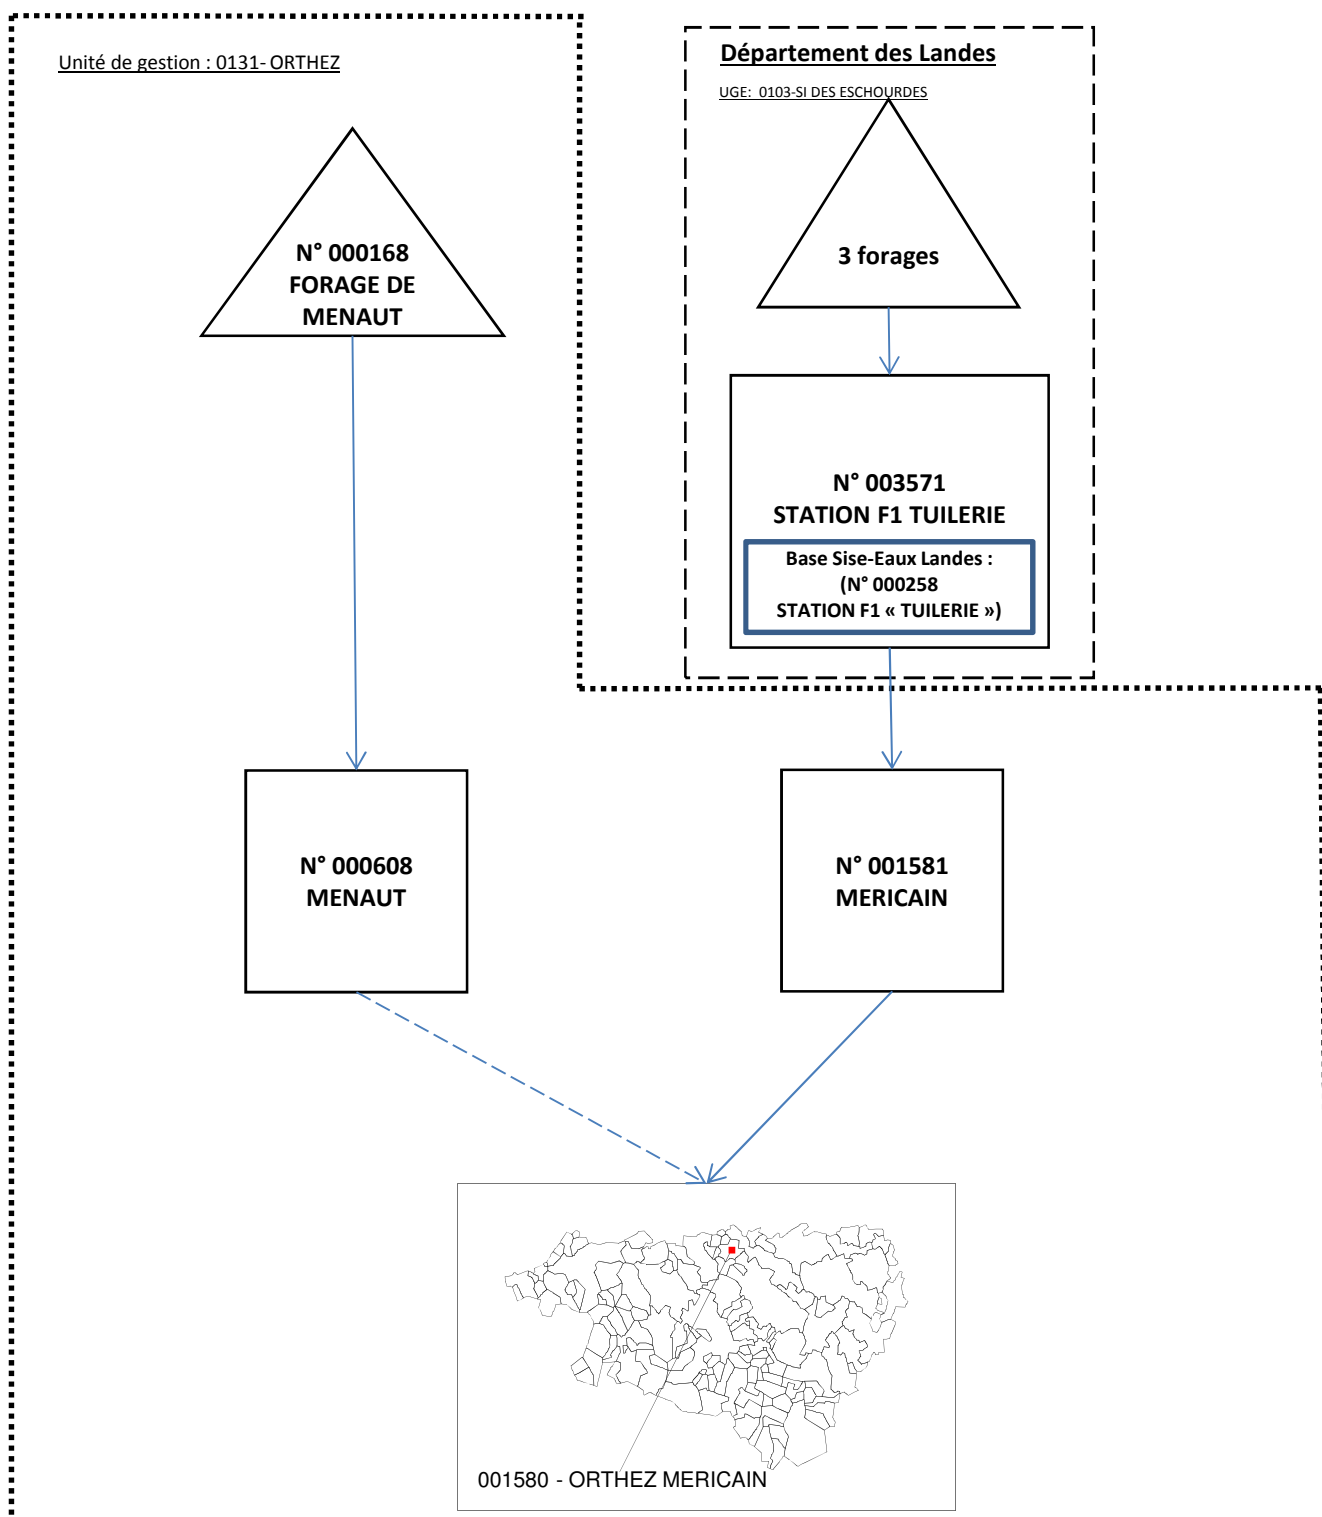 Unité de gestion : 0131- ORTHEZ
Département des Landes
UGE: 0103-SI DES ESCHOURDES
N° 000168
FORAGE DE
MENAUT
3 forages
N° 003571
STATION F1 TUILERIE
Base Sise-Eaux Landes :
(N° 000258
STATION F1 « TUILERIE »)
N° 000608
MENAUT
N° 001581
MERICAIN
001580 - ORTHEZ MERICAIN